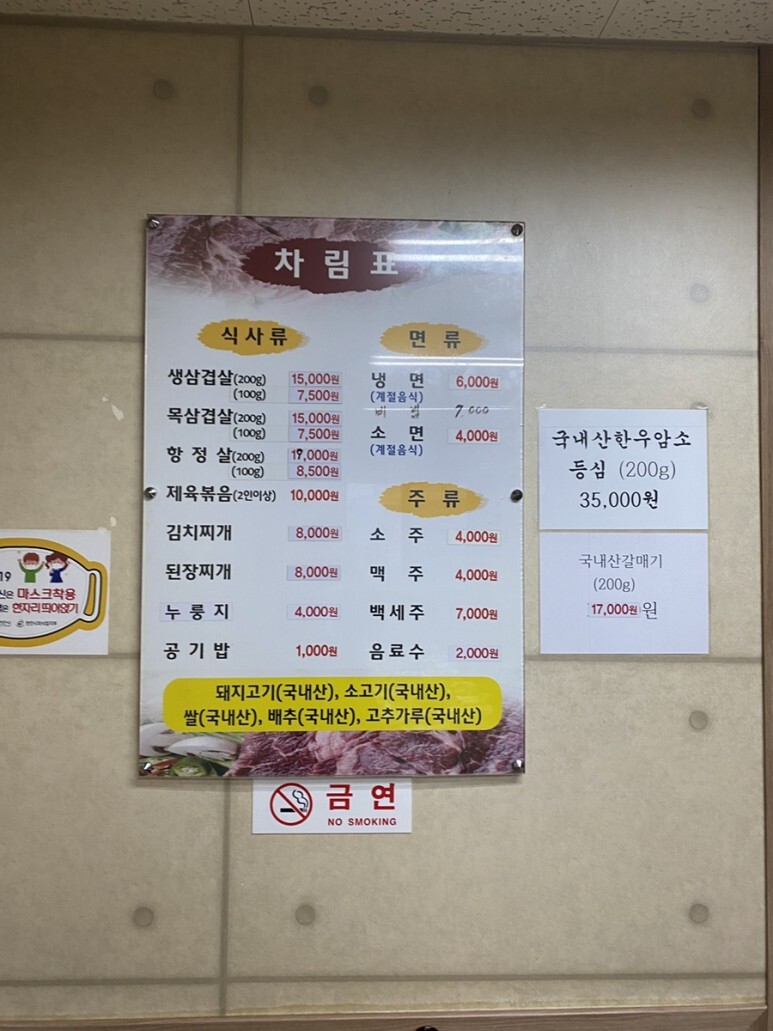 차림표
식사류
생삼겹살(200g) 15,000원
(100g) 7,500원
목삼겹살(200g) 15,000원
(100g) 7,500원
항정살(200g) 17,000원
(100g) 8,500원
제육볶음(2인이상) 10,000원
김치찌개 8,000원
된장찌개 8,000원
누룽지 4,000원
공기밥 1,000원
면류
냉면 6,000원
(계절음식)
비빔 7000
소면 4,000원
(계절음식)
주류
소주 4,000원
맥주 4,000원
백세주 7,000원
음료수 2,000원
돼지고기(국내산), 소고기(국내산),
쌀(국내산), 배추(국내산), 고추가루(국내산)
금연
NO SMOKING
국내산한우암소
등심 (200g)
35,000원
국내산갈매기
(200g)
17,000원원
19
마스크착용
한자리 띄어앉기